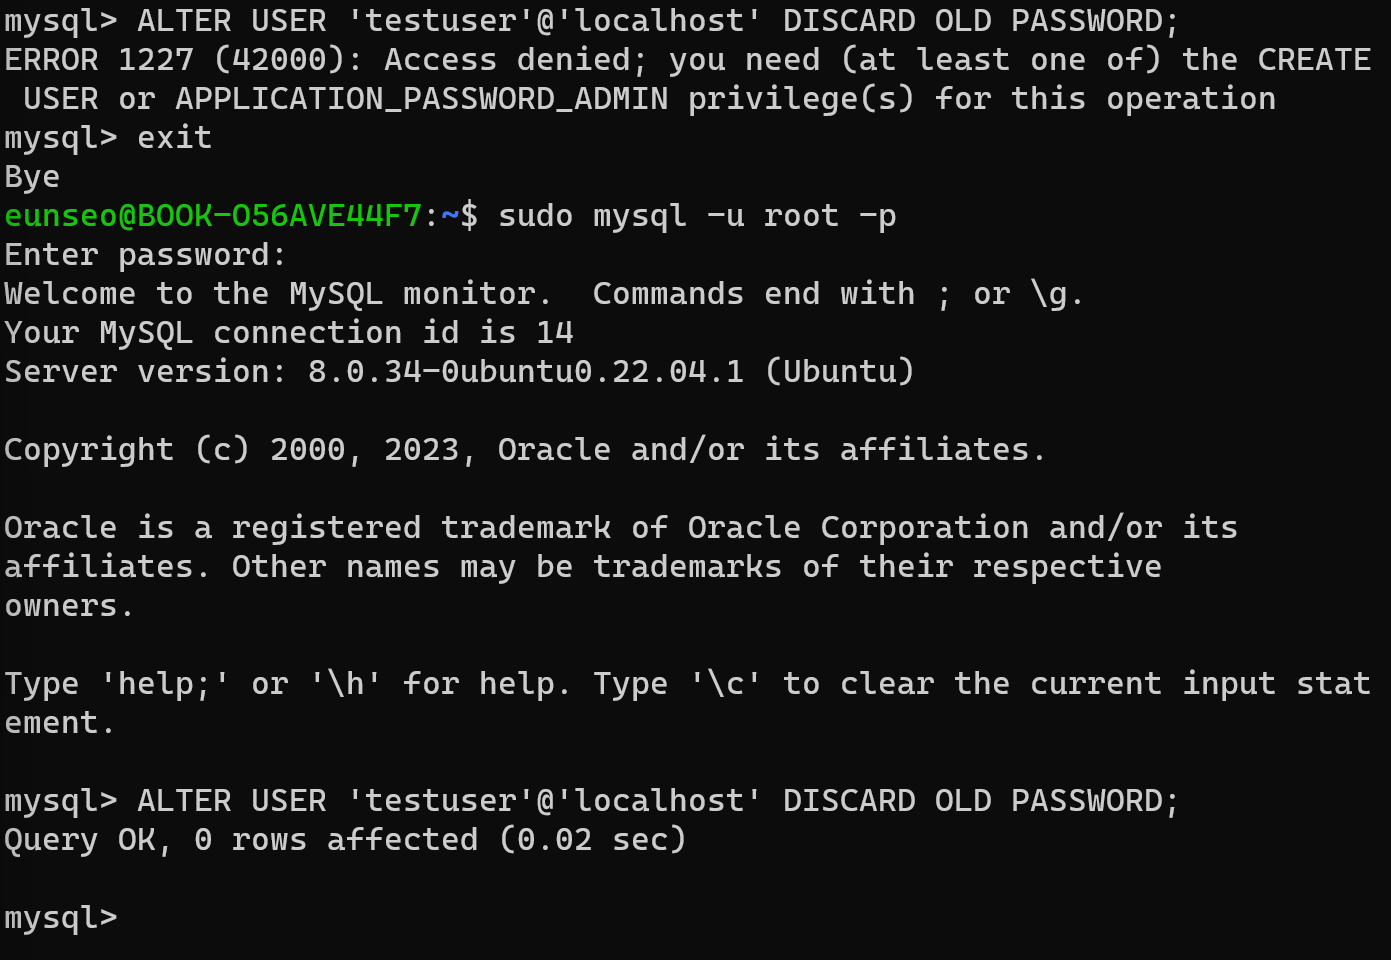 mysql> ALTER USER 'testuser'@'localhost' DISCARD OLD PASSWORD;
ERROR 1227 (42000): Access denied; you need (at least one of) the CREATE
 USER or APPLICATION_PASSWORD_ADMIN privilege(s) for this operation
mysql> exit
Bye
eunseo@BOOK-O56AVE44F7:~$ sudo mysql -u root -p
Enter password:
Welcome to the MySQL monitor.  Commands end with ; or \g.
Your MySQL connection id is 14
Server version: 8.0.34-0ubuntu0.22.04.1 (Ubuntu)

Copyright (c) 2000, 2023, Oracle and/or its affiliates.

Oracle is a registered trademark of Oracle Corporation and/or its
affiliates. Other names may be trademarks of their respective
owners.

Type 'help;' or '\h' for help. Type '\c' to clear the current input stat
ement.

mysql> ALTER USER 'testuser'@'localhost' DISCARD OLD PASSWORD;
Query OK, 0 rows affected (0.02 sec)

mysql>